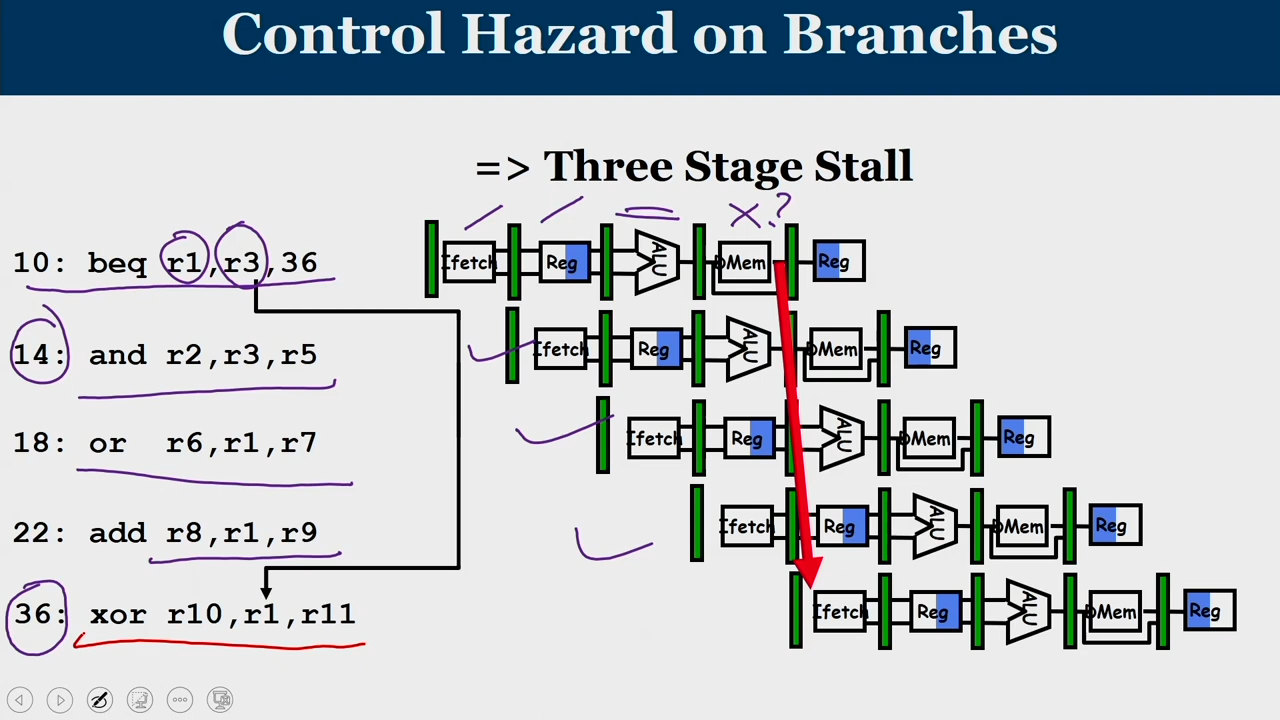 Control Hazard on Branches
=> Three Stage Stall
X?
10: beq r1,r3,36
Ifetch Reg ALU DMem Reg
14: and r2,r3,r5
Ifetch Reg ALU DMem Reg
18: or r6,r1,r7
Ifetch Reg ALU DMem Reg
22: add r8,r1,r9
Ifetch Reg ALU DMem Reg
36: xor r10,r1,r11
Ifetch Reg ALU DMem Reg